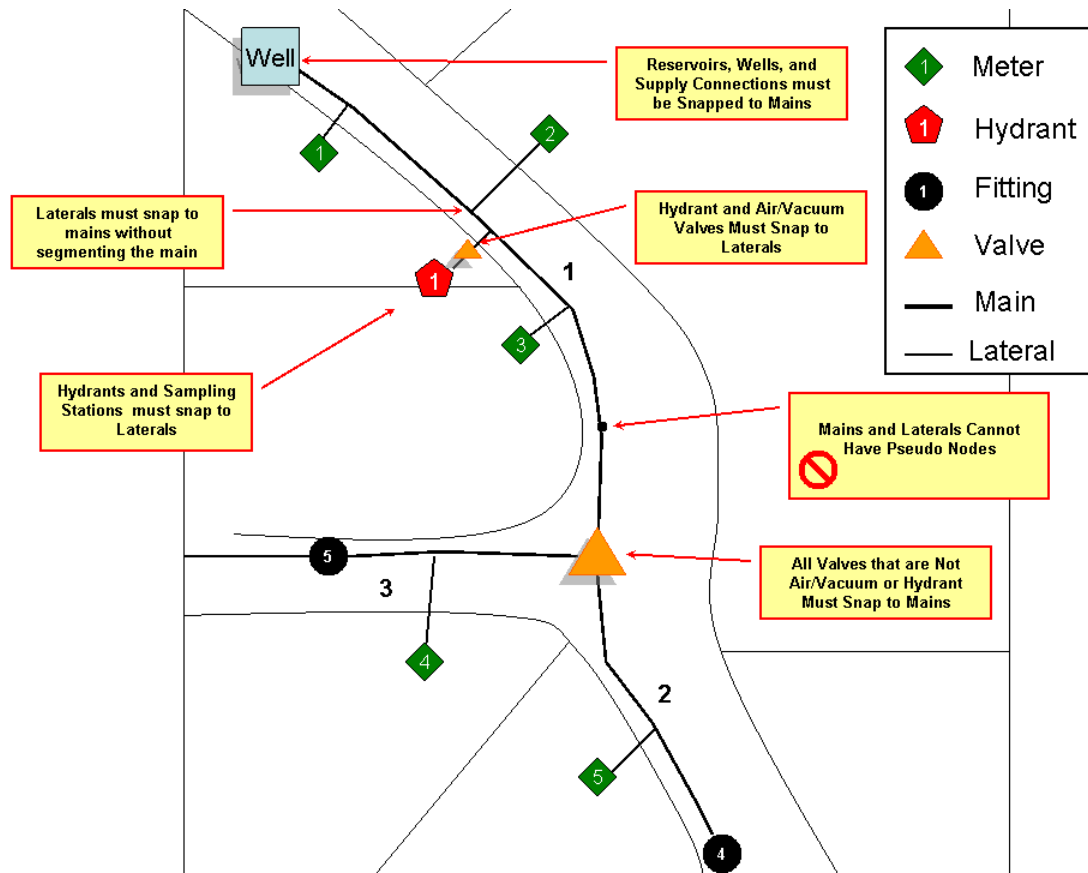 Well
Reservoirs, Wells, and
Supply Connections must
be Snapped to Mains
1
Meter
1
Hydrant
1
Fitting
Valve
Main
Lateral
1
2
Laterals must snap to
mains without
segmenting the main
Hydrant and Air/Vacuum
Valves Must Snap to
Laterals
1
1
3
Hydrants and Sampling
Stations must snap to
Laterals
Mains and Laterals Cannot
Have Pseudo Nodes
5
3
All Valves that are Not
Air/Vacuum or Hydrant
Must Snap to Mains
4
2
5
4